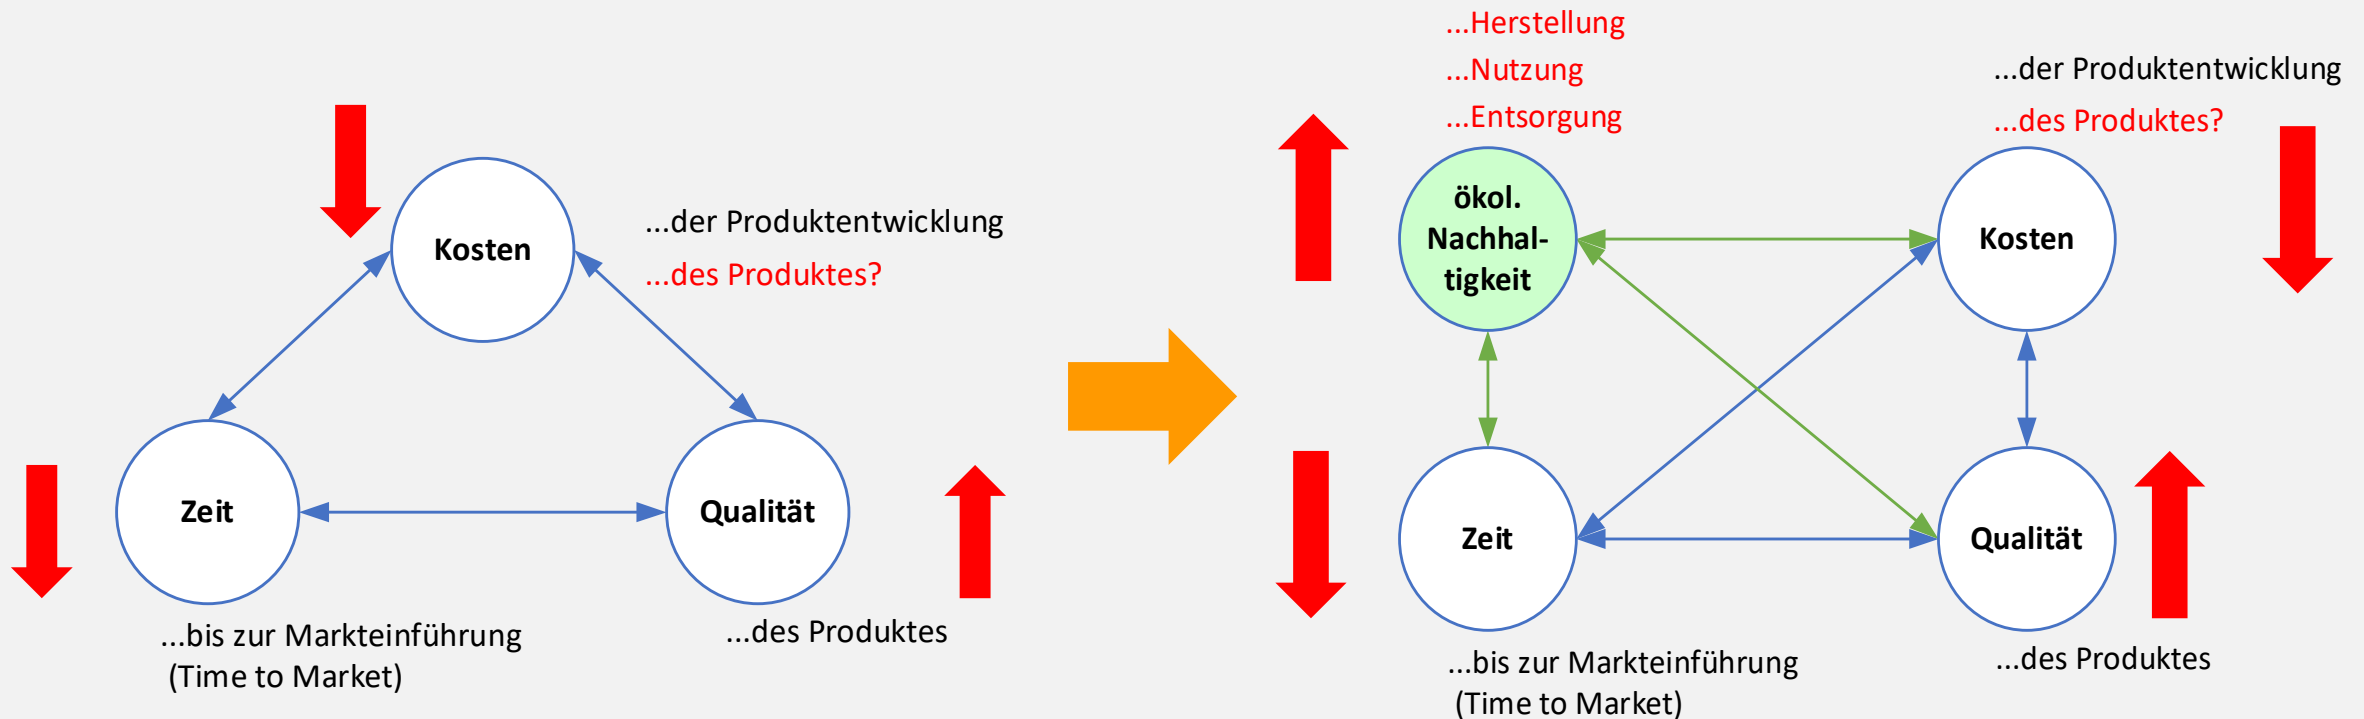 Kosten
...der Produktentwicklung
...des Produktes?
Zeit
...bis zur Markteinführung
(Time to Market)
Qualität
...des Produktes
...Herstellung
...Nutzung
...Entsorgung
ökol.
Nachhal-
tigkeit
...der Produktentwicklung
...des Produktes?
Kosten
Zeit
...bis zur Markteinführung
(Time to Market)
Qualität
...des Produktes